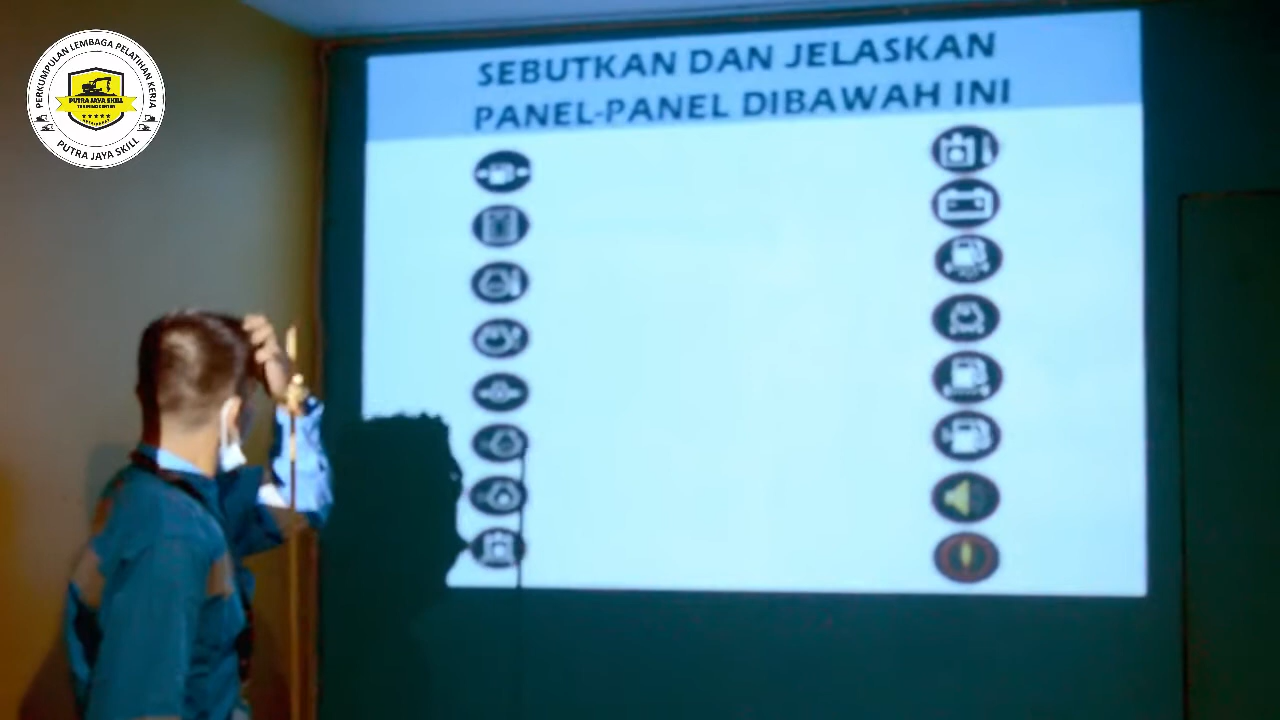 PERKUMPULAN LEMBAGA PELATIHAN KERJA
PUTRA JAYA SKILL
PUTRA JAYA SKILL
SEBUTKAN DAN JELASKAN
PANEL-PANEL DIBAWAH INI